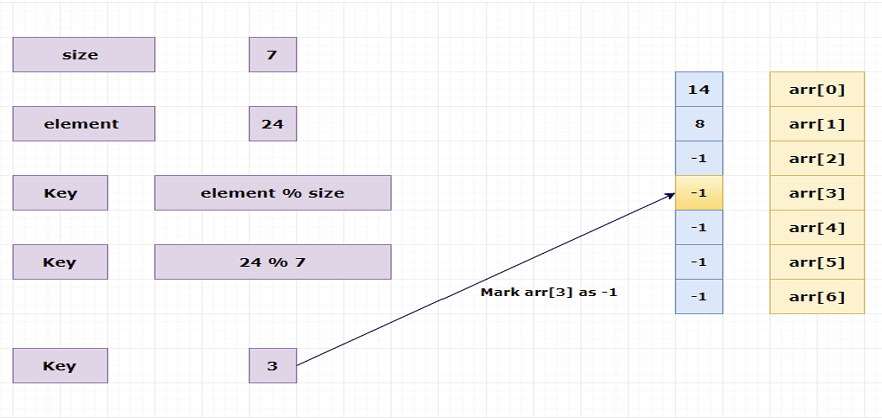 size 7
14 arr[0]
element 24
8 arr[1]
-1 arr[2]
Key element % size
-1 arr[3]
-1 arr[4]
Key 24 % 7
-1 arr[5]
Mark arr[3] as -1
-1 arr[6]
Key 3